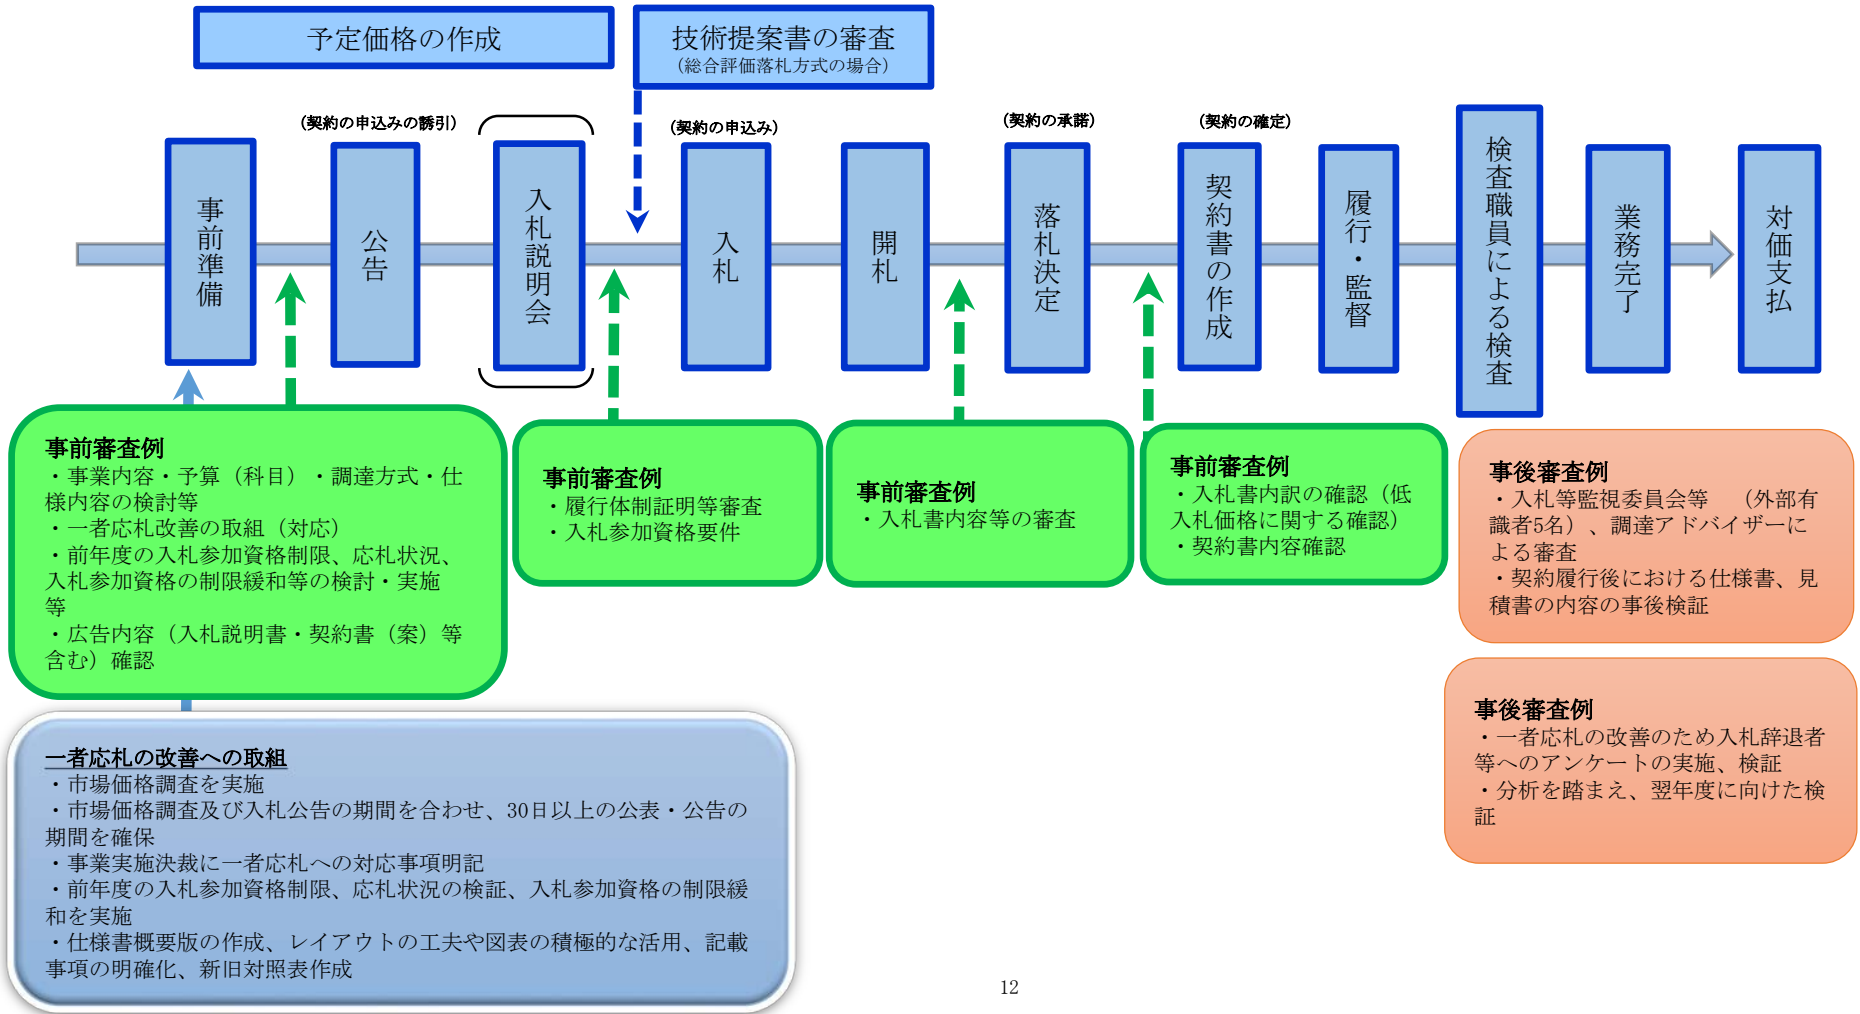 予定価格の作成
技術提案書の審査
(総合評価落札方式の場合)
(契約の申込みの誘引)
(契約の申込み)
(契約の承諾)
(契約の確定)
事前準備
公告
入札説明会
入札
開札
落札決定
契約書の作成
履行・監督
検査職員による検査
業務完了
対価支払
事前審査例
・事業内容・予算（科目）・調達方式・仕
様内容の検討等
・一者応札改善の取組（対応）
・前年度の入札参加資格制限、応札状況、
入札参加資格の制限緩和等の検討・実施
等
・広告内容（入札説明書・契約書（案）等
含む）確認
事前審査例
・履行体制証明等審査
・入札参加資格要件
事前審査例
・入札書内容等の審査
事前審査例
・入札書内訳の確認（低
入札価格に関する確認）
・契約書内容確認
事後審査例
・入札等監視委員会等　（外部有
識者5名）、調達アドバイザーに
よる審査
・契約履行後における仕様書、見
積書の内容の事後検証
事後審査例
・一者応札の改善のため入札辞退者
等へのアンケートの実施、検証
・分析を踏まえ、翌年度に向けた検
証
一者応札の改善への取組
・市場価格調査を実施
・市場価格調査及び入札公告の期間を合わせ、30日以上の公表・公告の
期間を確保
・事業実施決裁に一者応札への対応事項明記
・前年度の入札参加資格制限、応札状況の検証、入札参加資格の制限緩
和を実施
・仕様書概要版の作成、レイアウトの工夫や図表の積極的な活用、記載
事項の明確化、新旧対照表作成
12